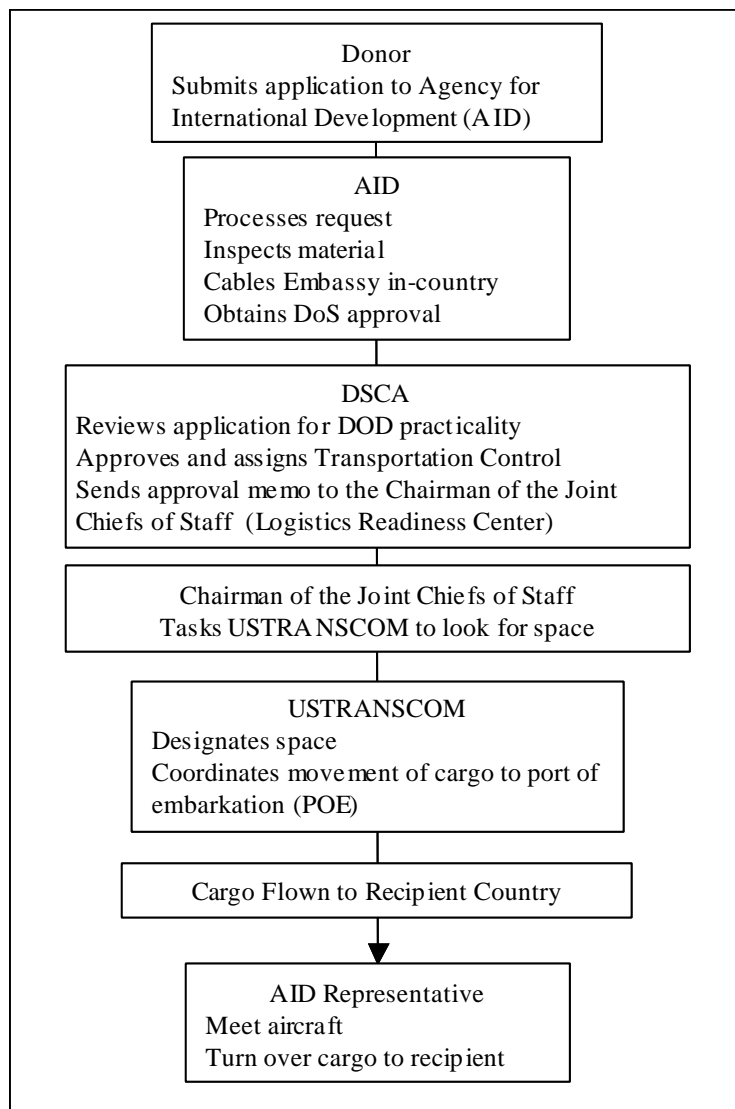 Donor
Submits application to Agency for
International Development (AID)
AID
Processes request
Inspects material
Cables Embassy in-country
Obtains DoS approval
DSCA
Reviews application for DOD practicality
Approves and assigns Transportation Control
Sends approval memo to the Chairman of the Joint
Chiefs of Staff (Logistics Readiness Center)
Chairman of the Joint Chiefs of Staff
Tasks USTRANSCOM to look for space
USTRANSCOM
Designates space
Coordinates movement of cargo to port of
embarkation (POE)
Cargo Flown to Recipient Country
AID Representative
Meet aircraft
Turn over cargo to recipient